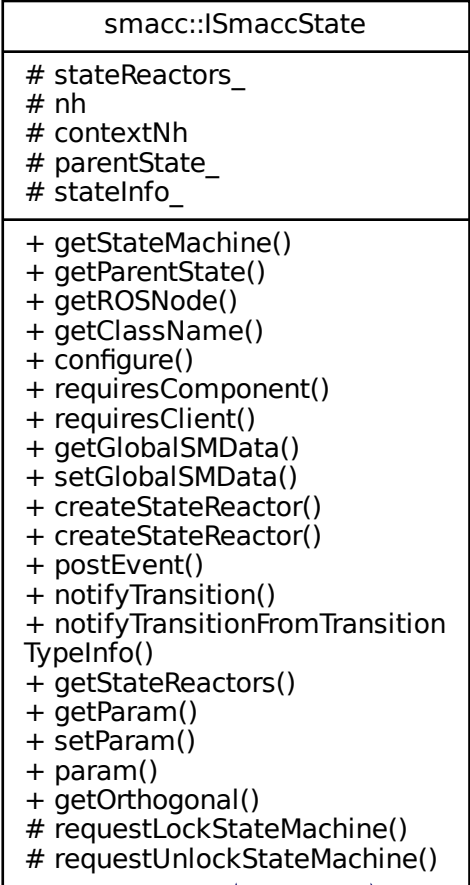 smacc::ISmaccState
# stateReactors_
# nh
# contextNh
# parentState_
# stateInfo_
+ getStateMachine()
+ getParentState()
+ getROSNode()
+ getClassName()
+ configure()
+ requiresComponent()
+ requiresClient()
+ getGlobalSMData()
+ setGlobalSMData()
+ createStateReactor()
+ createStateReactor()
+ postEvent()
+ notifyTransition()
+ notifyTransitionFromTransition
TypeInfo()
+ getStateReactors()
+ getParam()
+ setParam()
+ param()
+ getOrthogonal()
# requestLockStateMachine()
# requestUnlockStateMachine()